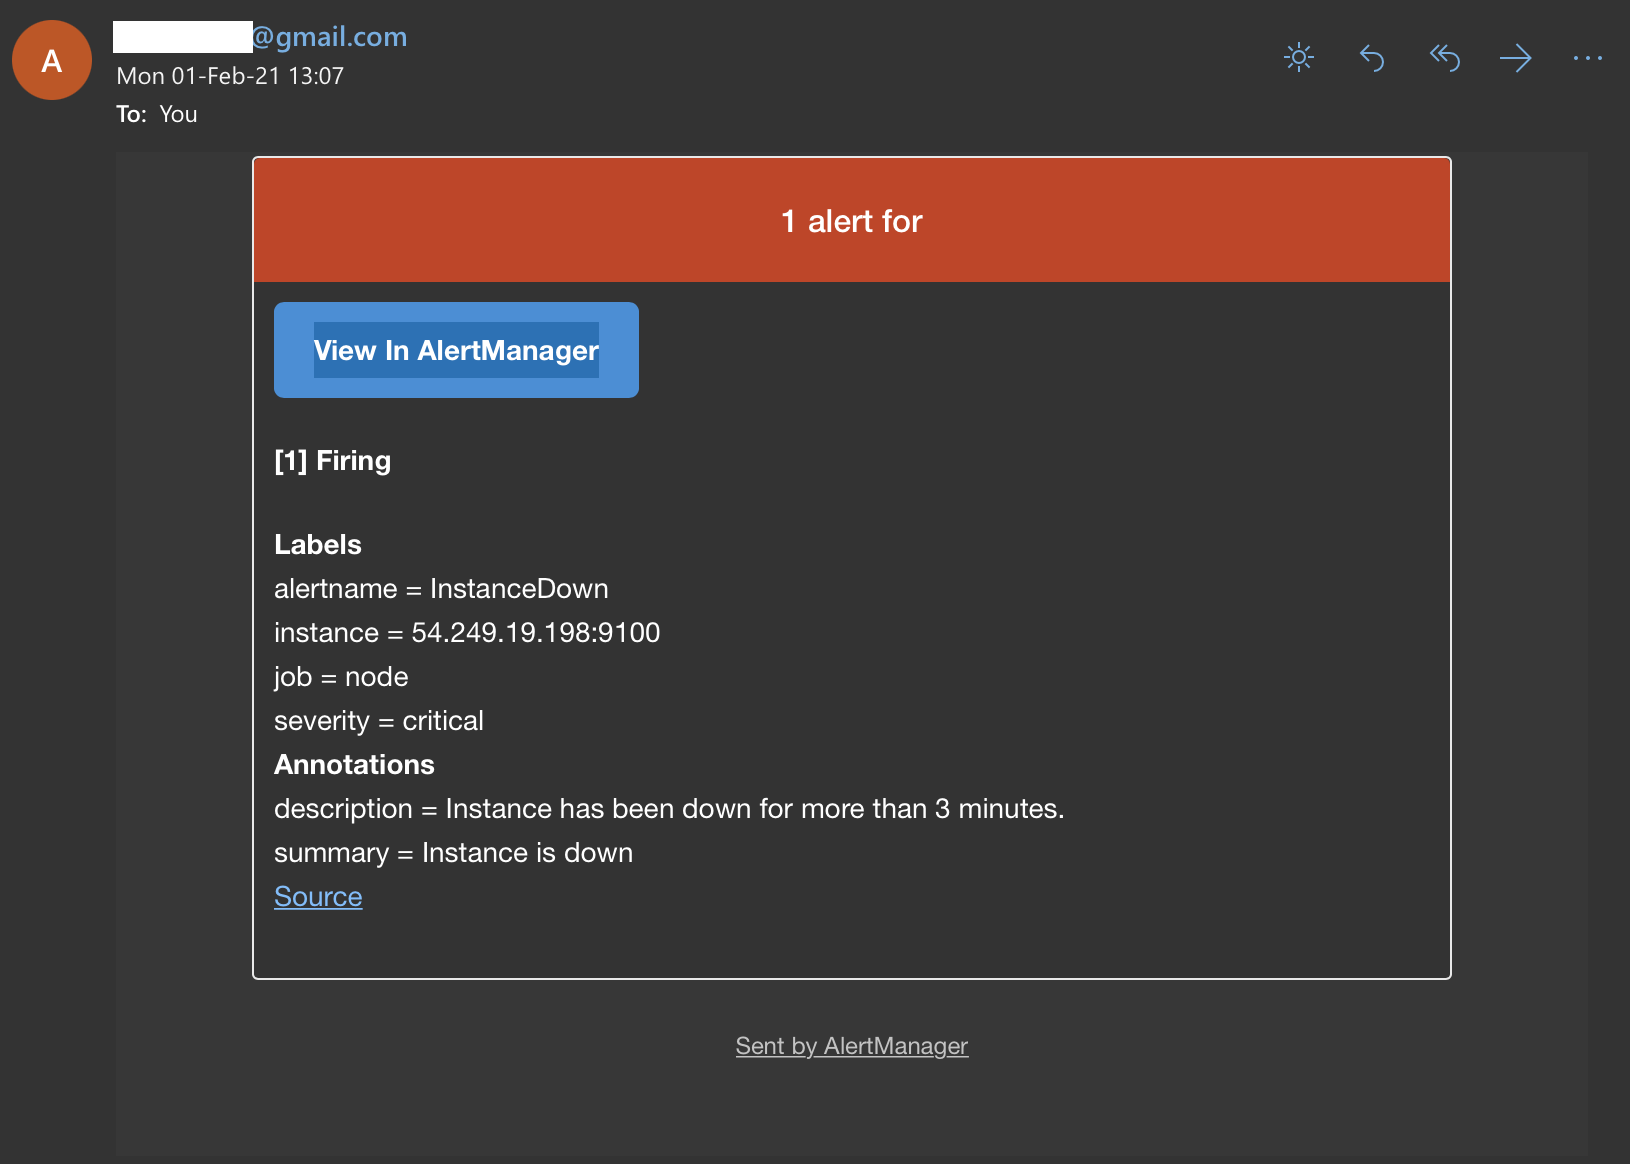 A
@gmail.com
Mon 01-Feb-21 13:07
To: You
1 alert for
View In AlertManager
[1] Firing
Labels
alertname = InstanceDown
instance = 54.249.19.198:9100
job = node
severity = critical
Annotations
description = Instance has been down for more than 3 minutes.
summary = Instance is down
Source
Sent by AlertManager